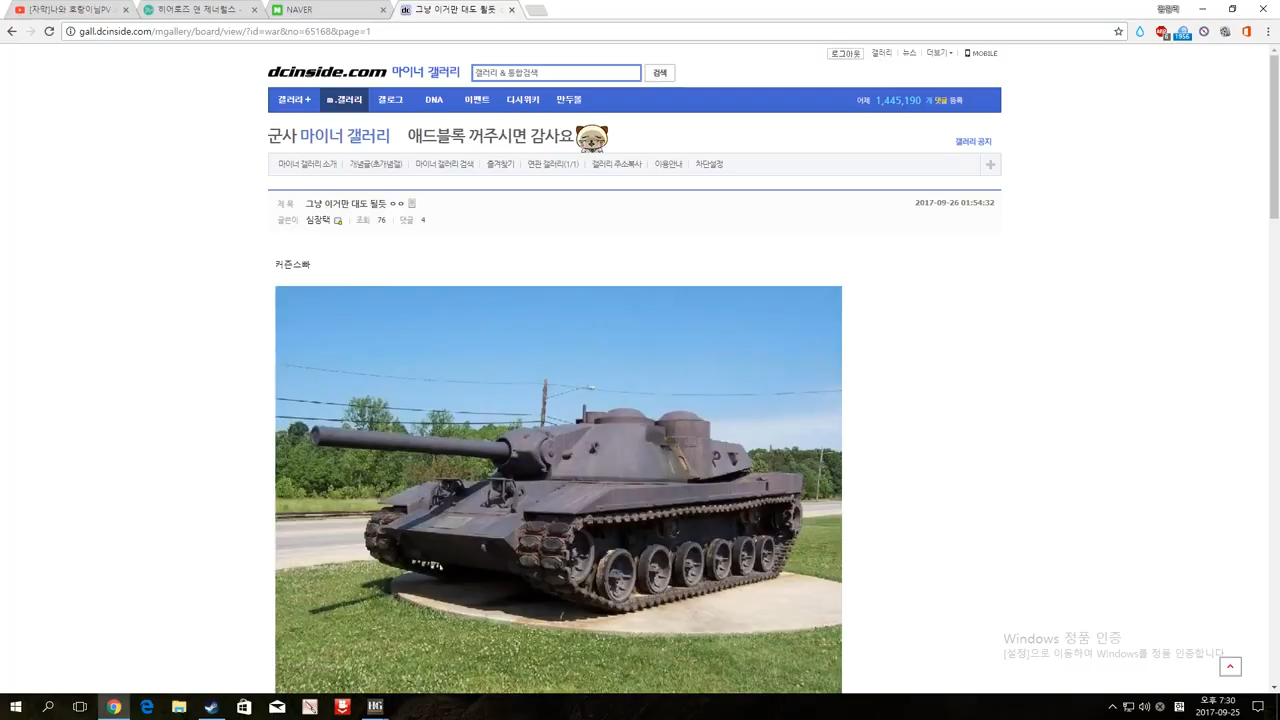 [자막]나와 호랑이님PV
히어로즈 앤 제너럴스 -
NAVER
그냥 이거만 대도 될듯
gall.dcinside.com/mgallery/board/view/?id=war&no=65168&page=1
로그아웃 갤러리 뉴스 더보기 MOBILE
dcinside.com 마이너 갤러리 갤러리 & 통합검색 검색
갤러리 + m.갤러리 갤로그 DNA 이벤트 디시위키 만두몰 어제 1,445,190 개 댓글 등록
군사 마이너 갤러리 애드블록 꺼주시면 감사요 갤러리 공지
마이너 갤러리 소개 개념글(초개념절) 마이너 갤러리 검색 즐겨찾기 연관 갤러리(1/1) 갤러리 주소복사 이용안내 차단설정
제 목 그냥 이거만 대도 될듯 ㅇㅇ 2017-09-26 01:54:32
글쓴이 심장택 조회 76 댓글 4
커즌스빠
Windows 정품 인증
[설정]으로 이동하여 Windows를 정품 인증합니다.
오후 7:30
2017-09-25